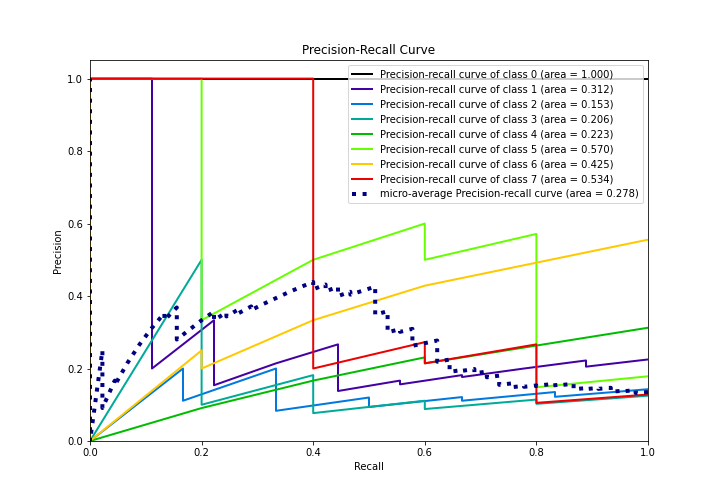 Precision-Recall Curve
Precision-recall curve of class 0 (area = 1.000)
Precision-recall curve of class 1 (area = 0.312)
Precision-recall curve of class 2 (area = 0.153)
Precision-recall curve of class 3 (area = 0.206)
Precision-recall curve of class 4 (area = 0.223)
Precision-recall curve of class 5 (area = 0.570)
Precision-recall curve of class 6 (area = 0.425)
Precision-recall curve of class 7 (area = 0.534)
micro-average Precision-recall curve (area = 0.278)
Precision
1.0
0.8
0.6
0.4
0.2
0.0
0.0 0.2 0.4 0.6 0.8 1.0
Recall